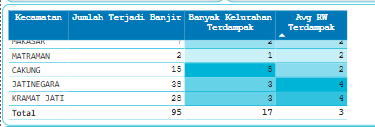 Kecamatan Jumlah Terjadi Banjir Banyak Kelurahan Terdampak Avg RW Terdampak
MAKASAR 7 2 2
MATRAMAN 2 1 2
CAKUNG 15 5 2
JATINEGARA 38 3 4
KRAMAT JATI 28 3 4
Total 95 17 3